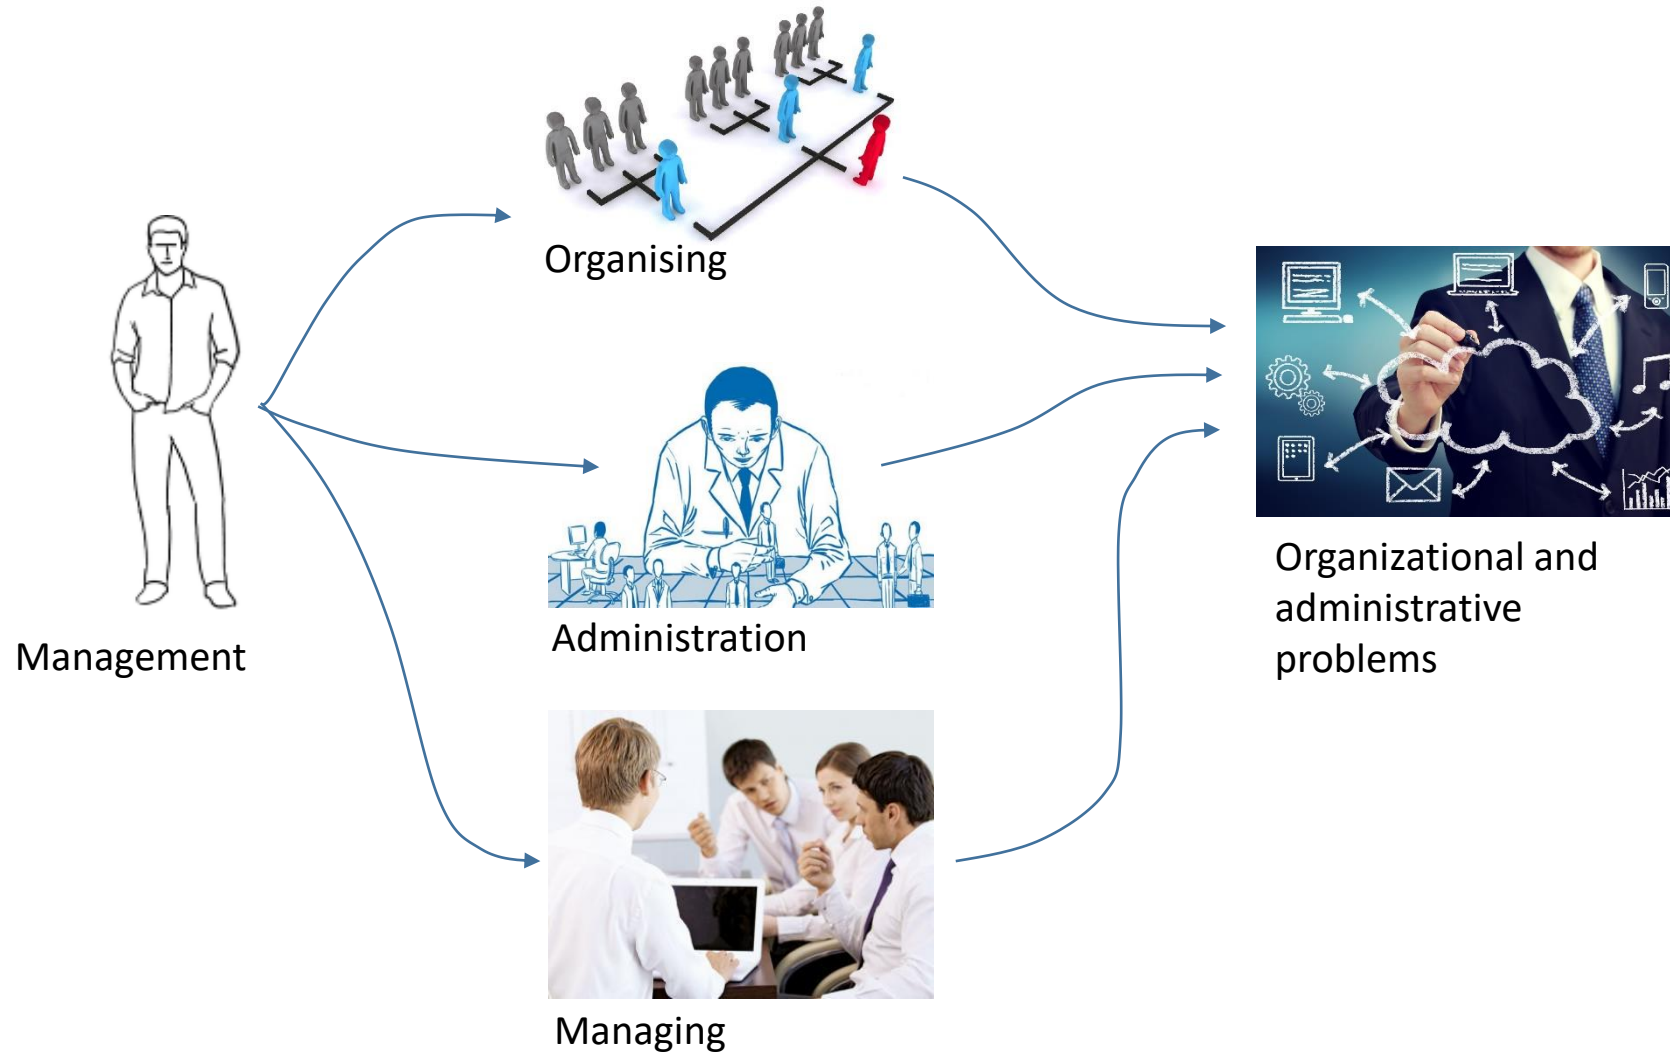 Organising
Management
Administration
Managing
Organizational and
administrative
problems